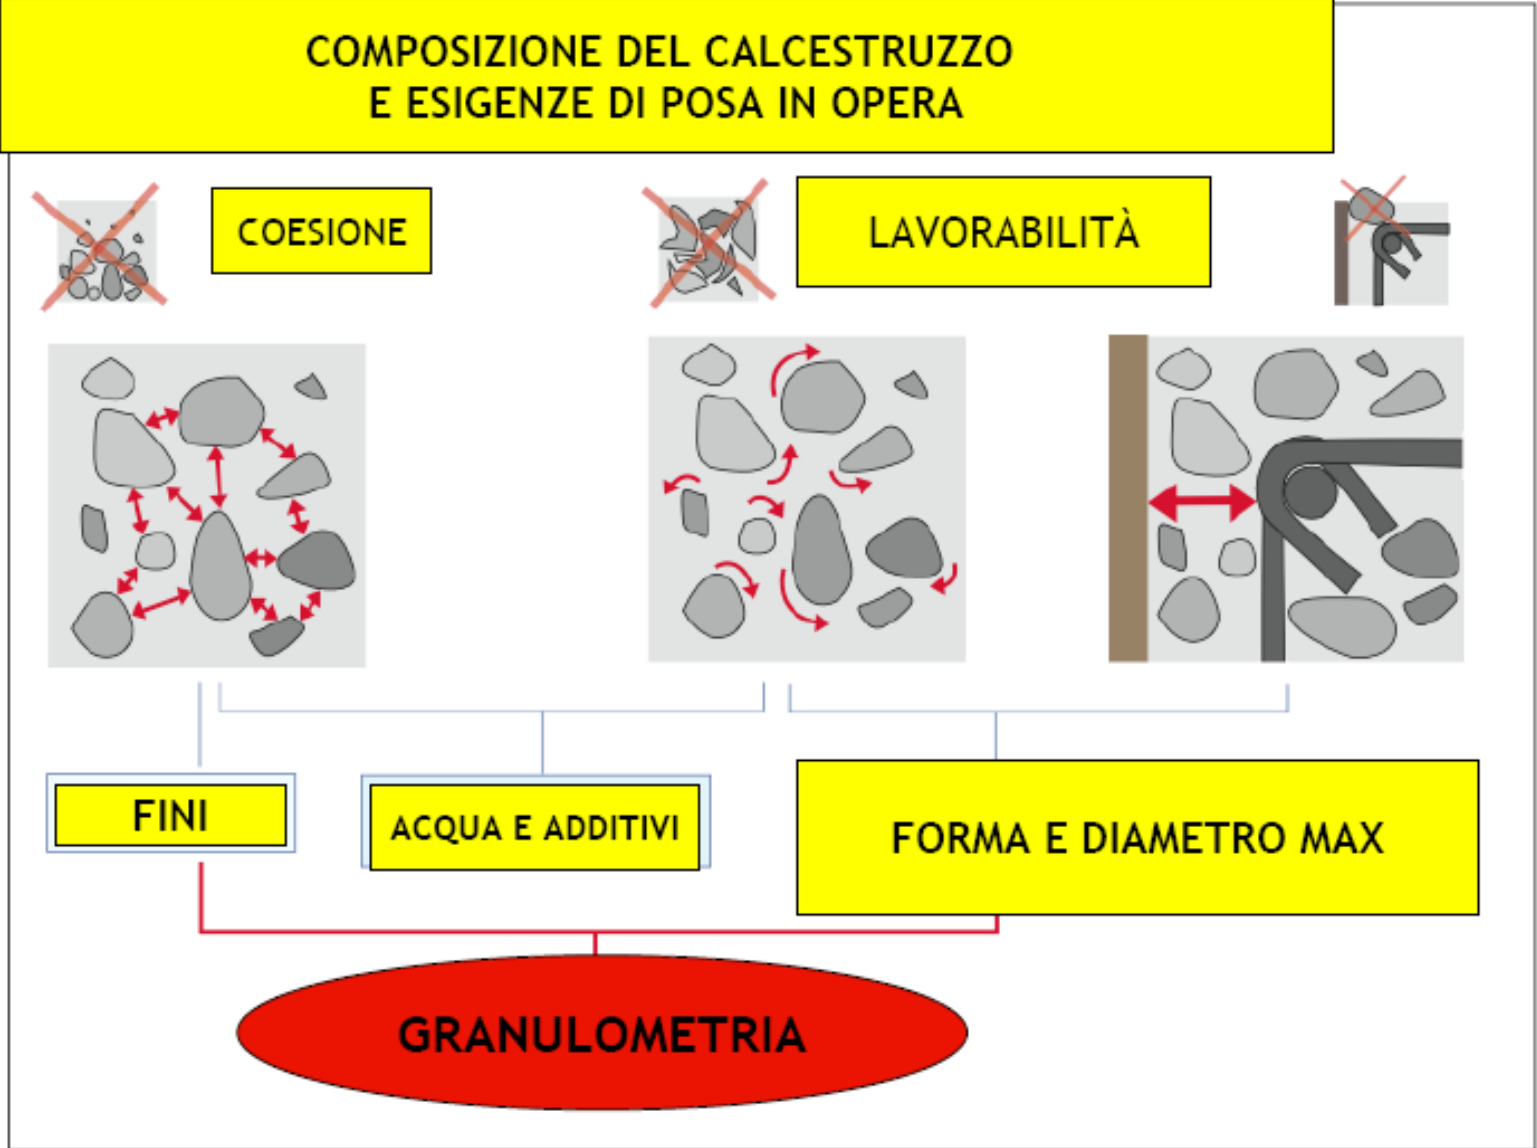 COMPOSIZIONE DEL CALCESTRUZZO
E ESIGENZE DI POSA IN OPERA
COESIONE
LAVORABILITÀ
FINI
ACQUA E ADDITIVI
FORMA E DIAMETRO MAX
GRANULOMETRIA